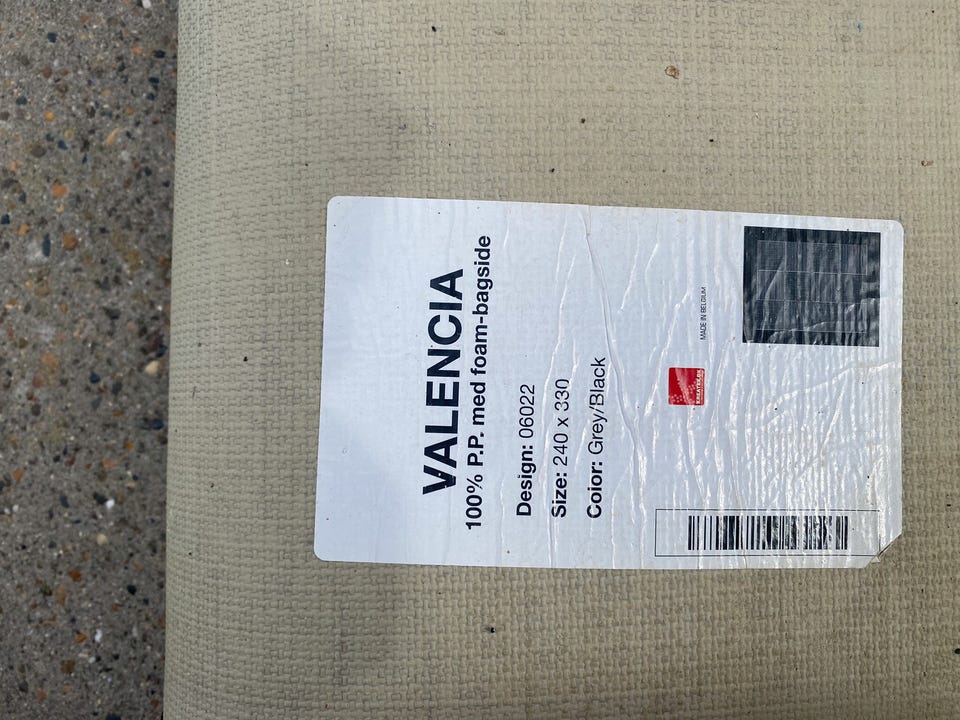 VALENCIA
100% P.P. med foam-bagside
Design: 06022
Size: 240 x 330
Color: Grey/Black
MADE IN BELGIUM